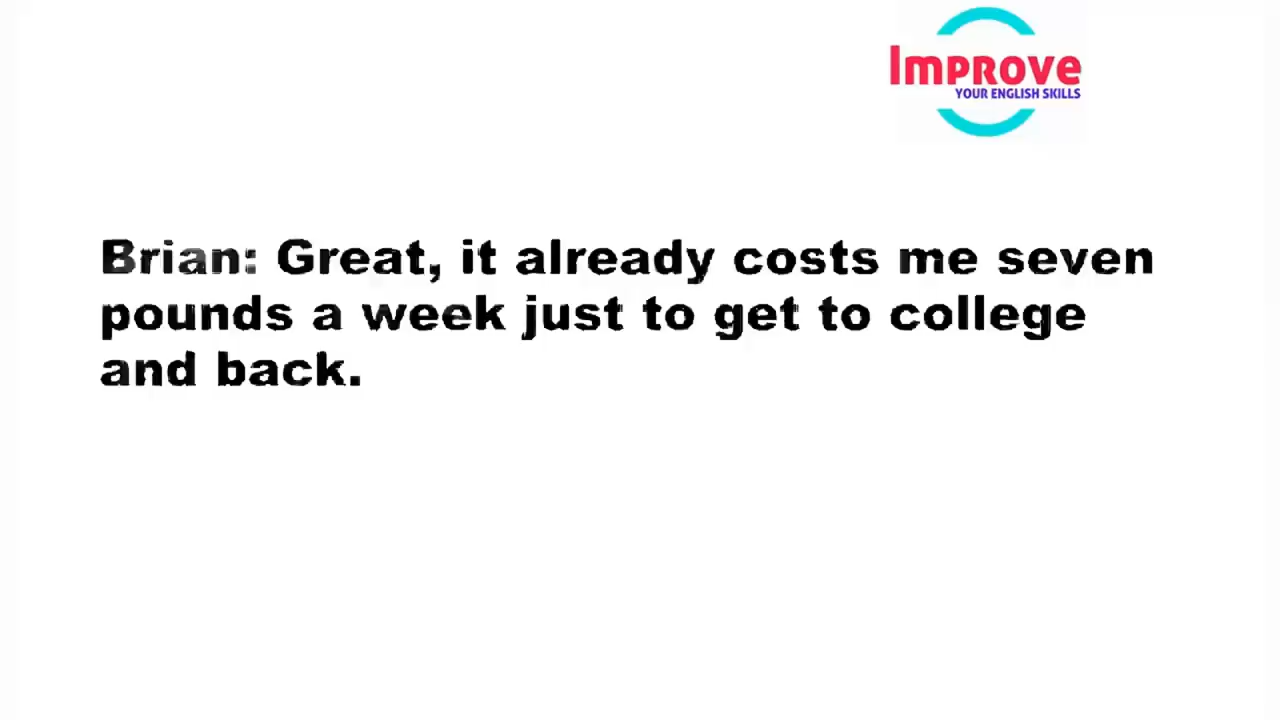 Improve
YOUR ENGLISH SKILLS
Brian: Great, it already costs me seven
pounds a week just to get to college
and back.